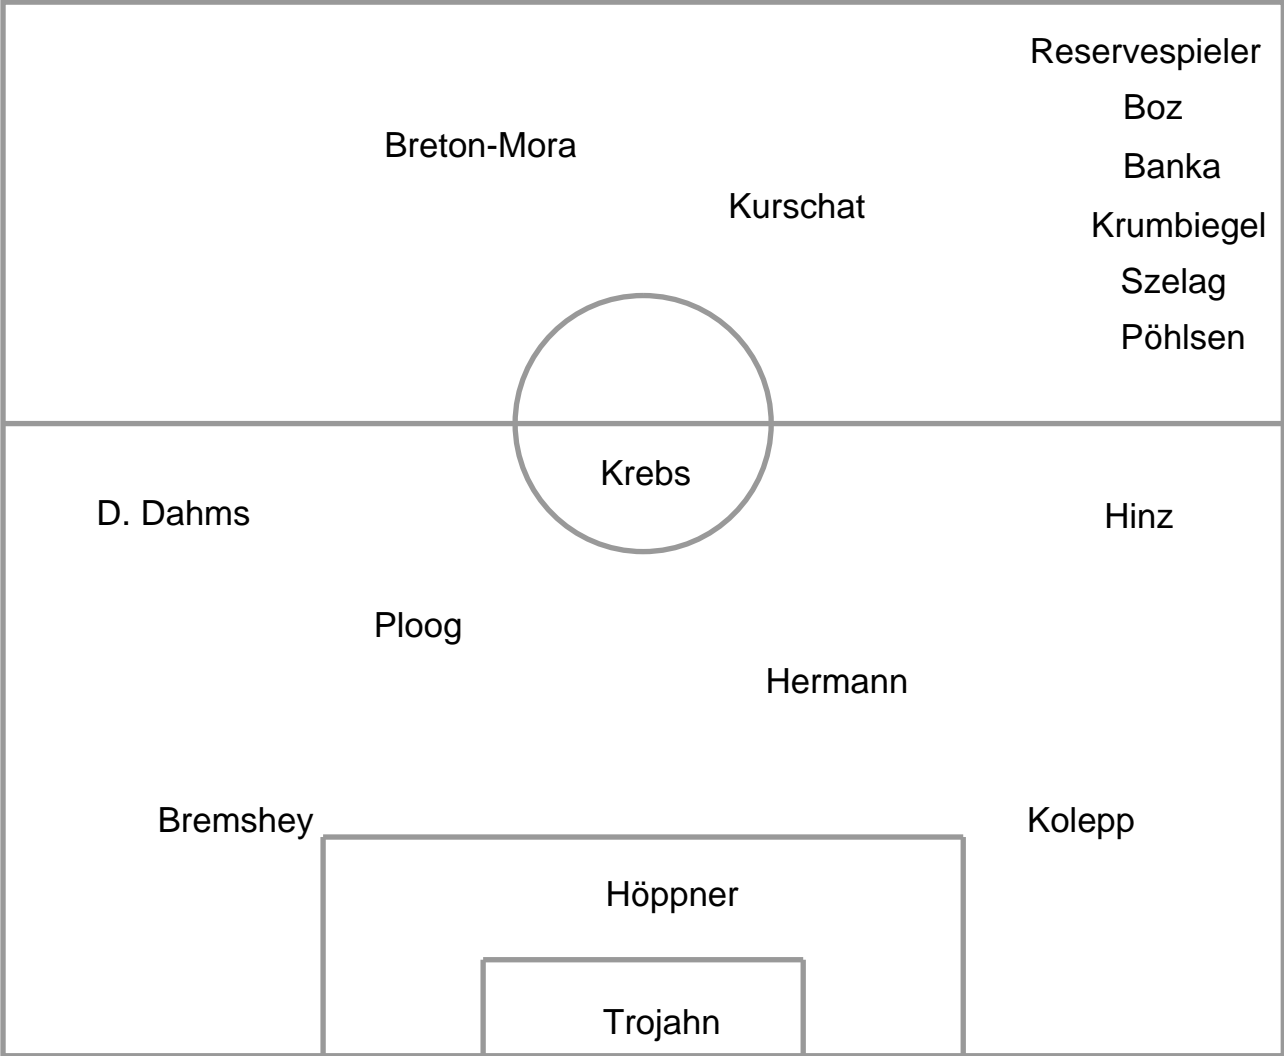 Reservespieler
Boz
Breton-Mora
Banka
Kurschat
Krumbiegel
Szelag
Pöhlsen
Krebs
D. Dahms
Hinz
Ploog
Hermann
Bremshey
Kolepp
Höppner
Trojahn